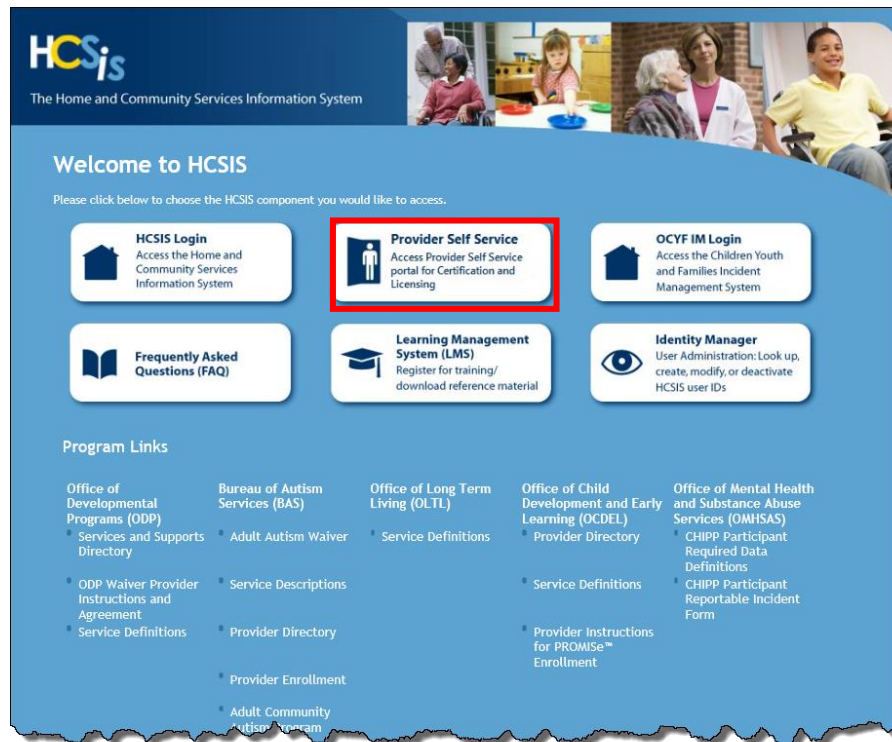 HCSis
The Home and Community Services Information System
Welcome to HCSIS
Please click below to choose the HCSIS component you would like to access.
HCSIS Login
Access the Home and
Community Services
Information System
Provider Self Service
Access Provider Self Service
portal for Certification and
Licensing
OCYF IM Login
Access the Children Youth
and Families Incident
Management System
Frequently Asked
Questions (FAQ)
Learning Management
System (LMS)
Register for training/
download reference material
Identity Manager
User Administration: Look up,
create, modify, or deactivate
HCSIS user IDs
Program Links
Office of
Developmental
Programs (ODP)
Services and Supports
Directory
ODP Waiver Provider
Instructions and
Agreement
Service Definitions
Bureau of Autism
Services (BAS)
Adult Autism Waiver
Service Descriptions
Provider Directory
Provider Enrollment
Adult Community
Autism Program
Office of Long Term
Living (OLTL)
Service Definitions
Office of Child
Development and Early
Learning (OCDEL)
Provider Directory
Service Definitions
Provider Instructions
for PROMISe™
Enrollment
Office of Mental Health
and Substance Abuse
Services (OMHSAS)
CHIPP Participant
Required Data
Definitions
CHIPP Participant
Reportable Incident
Form